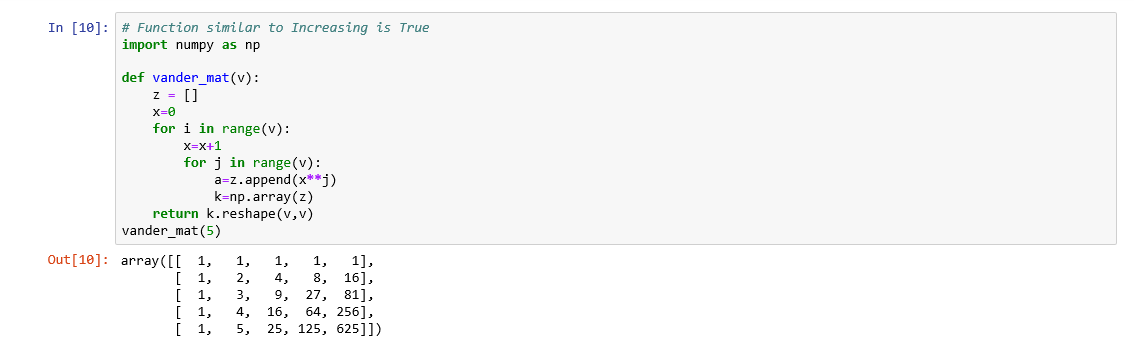 In [10]: # Function similar to Increasing is True
import numpy as np

def vander_mat(v):
    z = []
    x=0
    for i in range(v):
        x=x+1
        for j in range(v):
            a=z.append(x**j)
            k=np.array(z)
    return k.reshape(v,v)
vander_mat(5)
Out[10]: array([[  1,   1,   1,   1,   1],
       [  1,   2,   4,   8,  16],
       [  1,   3,   9,  27,  81],
       [  1,   4,  16,  64, 256],
       [  1,   5,  25, 125, 625]])